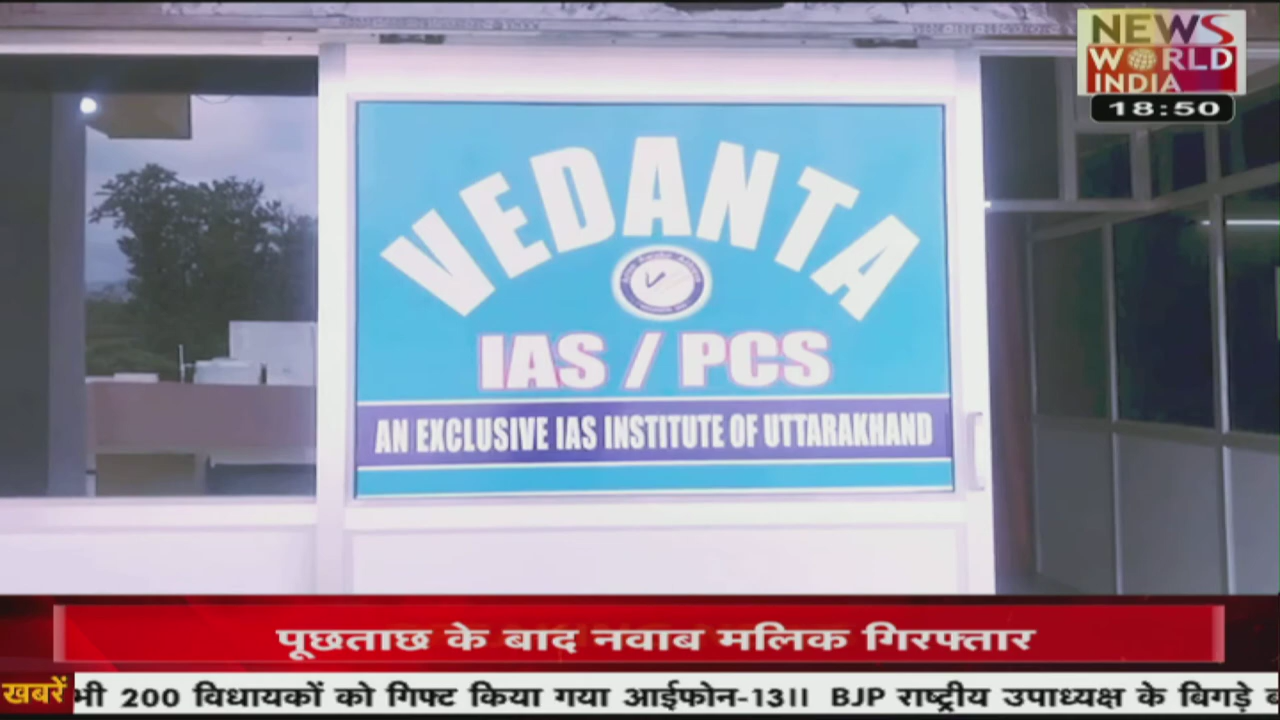 NEWS
WORLD
INDIA
18:50
VEDANTA
IAS / PCS
AN EXCLUSIVE IAS INSTITUTE OF UTTARAKHAND
पूछताछ के बाद नवाब मलिक गिरफ्तार
खबरें भी 200 विधायकों को गिफ्ट किया गया आईफोन-13॥ BJP राष्ट्रीय उपाध्यक्ष के बिगड़े